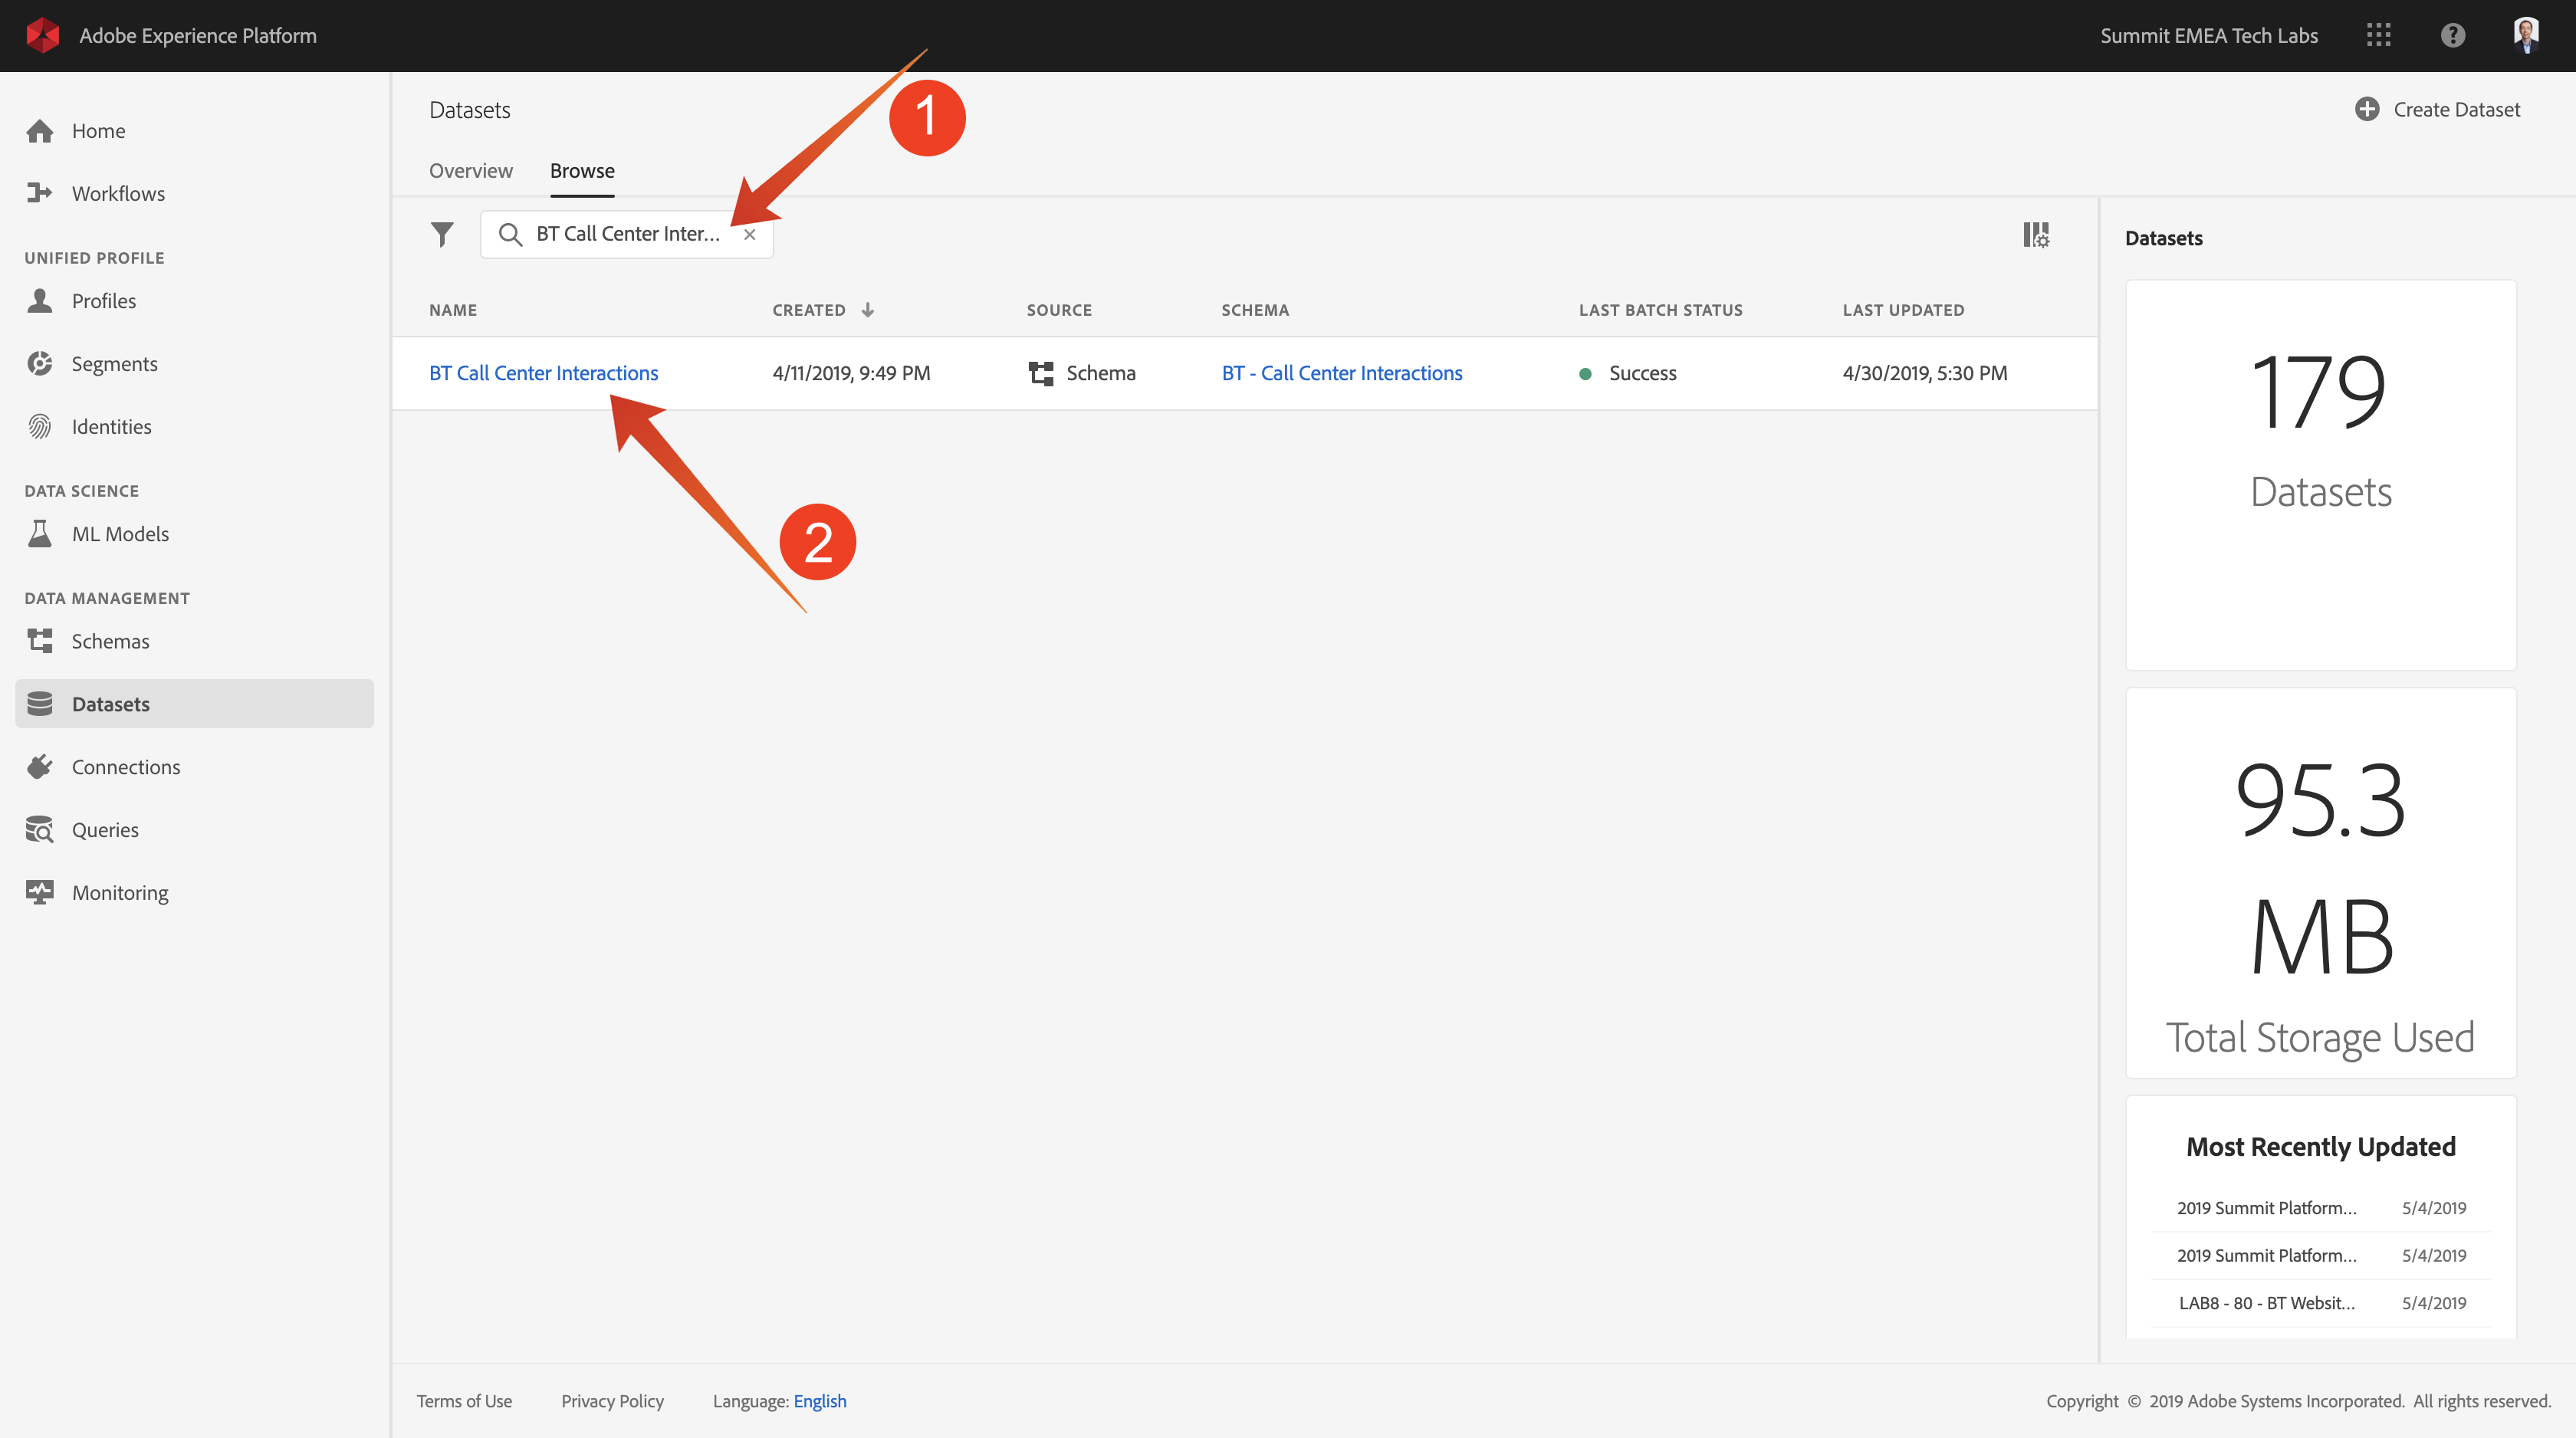 Adobe Experience Platform
Summit EMEA Tech Labs
Home
Workflows
UNIFIED PROFILE
Profiles
Segments
Identities
DATA SCIENCE
ML Models
DATA MANAGEMENT
Schemas
Datasets
Connections
Queries
Monitoring
Datasets
1
Create Dataset
Overview Browse
BT Call Center Inter...
NAME CREATED SOURCE SCHEMA LAST BATCH STATUS LAST UPDATED
BT Call Center Interactions 4/11/2019, 9:49 PM Schema BT - Call Center Interactions Success 4/30/2019, 5:30 PM
2
Datasets
179
Datasets
95.3
MB
Total Storage Used
Most Recently Updated
2019 Summit Platform... 5/4/2019
2019 Summit Platform... 5/4/2019
LAB8 - 80 - BT Websit... 5/4/2019
Terms of Use Privacy Policy Language: English
Copyright © 2019 Adobe Systems Incorporated. All rights reserved.